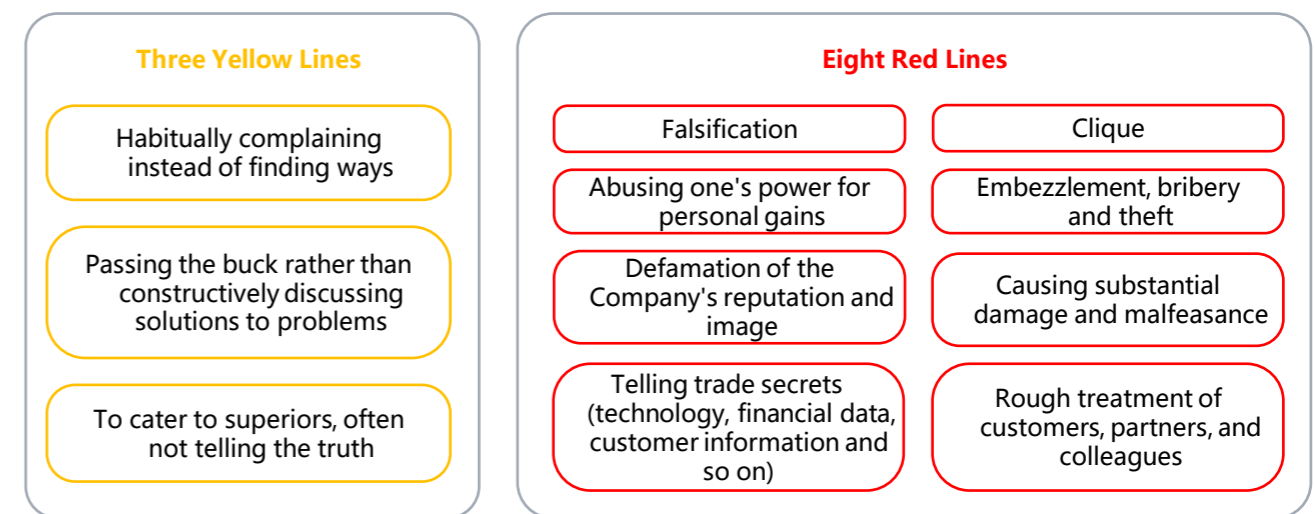 Three Yellow Lines
Habitually complaining
instead of finding ways
Passing the buck rather than
constructively discussing
solutions to problems
To cater to superiors, often
not telling the truth
Eight Red Lines
Falsification
Clique
Abusing one's power for
personal gains
Embezzlement, bribery
and theft
Defamation of the
Company's reputation and
image
Causing substantial
damage and malfeasance
Telling trade secrets
(technology, financial data,
customer information and
so on)
Rough treatment of
customers, partners, and
colleagues